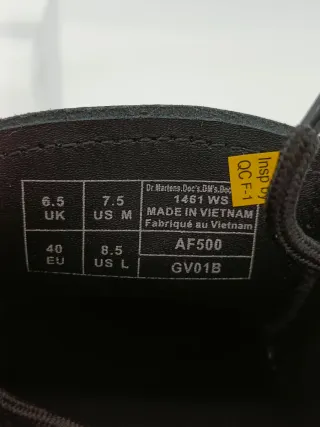 6.5
UK
7.5
US M
40
EU
8.5
US L
Dr.Martens.Doc's.DM's.Doc
1461 WS
MADE IN VIETNAM
Fabriqué au Vietnam
AF500
GV01B
Insp by
QC F-1